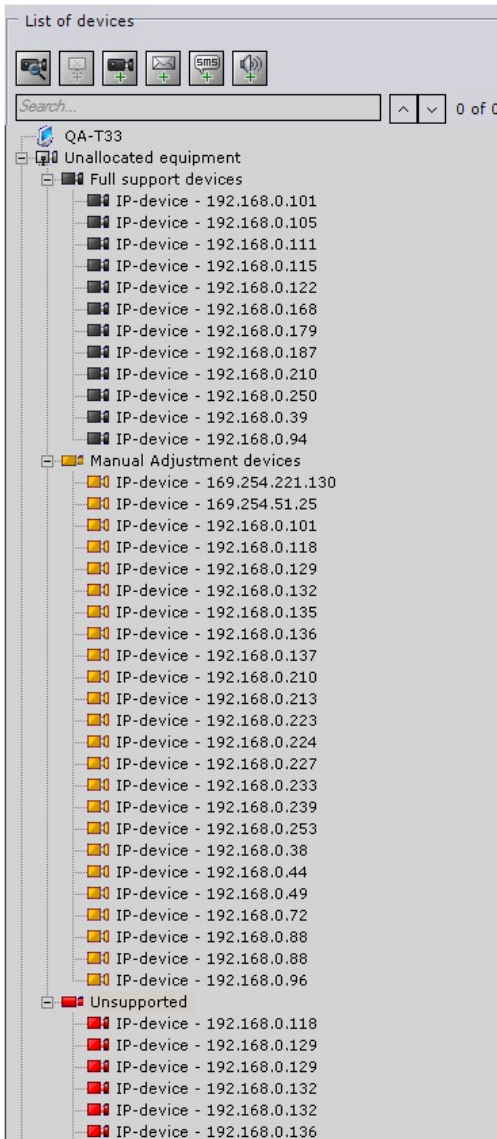 List of devices
SMS
Search...
0 of 0
QA-T33
Unallocated equipment
Full support devices
IP-device - 192.168.0.101
IP-device - 192.168.0.105
IP-device - 192.168.0.111
IP-device - 192.168.0.115
IP-device - 192.168.0.122
IP-device - 192.168.0.168
IP-device - 192.168.0.179
IP-device - 192.168.0.187
IP-device - 192.168.0.210
IP-device - 192.168.0.250
IP-device - 192.168.0.39
IP-device - 192.168.0.94
Manual Adjustment devices
IP-device - 169.254.221.130
IP-device - 169.254.51.25
IP-device - 192.168.0.101
IP-device - 192.168.0.118
IP-device - 192.168.0.129
IP-device - 192.168.0.132
IP-device - 192.168.0.135
IP-device - 192.168.0.136
IP-device - 192.168.0.137
IP-device - 192.168.0.210
IP-device - 192.168.0.213
IP-device - 192.168.0.223
IP-device - 192.168.0.224
IP-device - 192.168.0.227
IP-device - 192.168.0.233
IP-device - 192.168.0.239
IP-device - 192.168.0.253
IP-device - 192.168.0.38
IP-device - 192.168.0.44
IP-device - 192.168.0.49
IP-device - 192.168.0.72
IP-device - 192.168.0.88
IP-device - 192.168.0.88
IP-device - 192.168.0.96
Unsupported
IP-device - 192.168.0.118
IP-device - 192.168.0.129
IP-device - 192.168.0.129
IP-device - 192.168.0.132
IP-device - 192.168.0.132
IP-device - 192.168.0.136